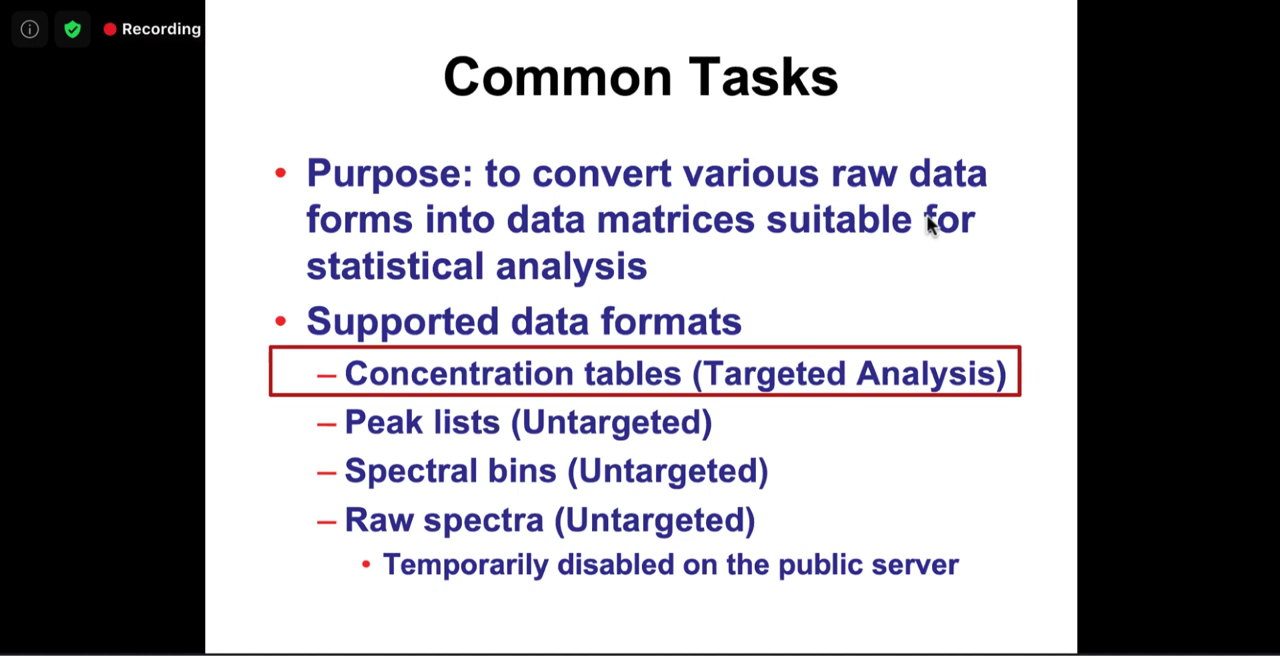 Recording
Common Tasks
• Purpose: to convert various raw data
forms into data matrices suitable for
statistical analysis
• Supported data formats
– Concentration tables (Targeted Analysis)
– Peak lists (Untargeted)
– Spectral bins (Untargeted)
– Raw spectra (Untargeted)
• Temporarily disabled on the public server